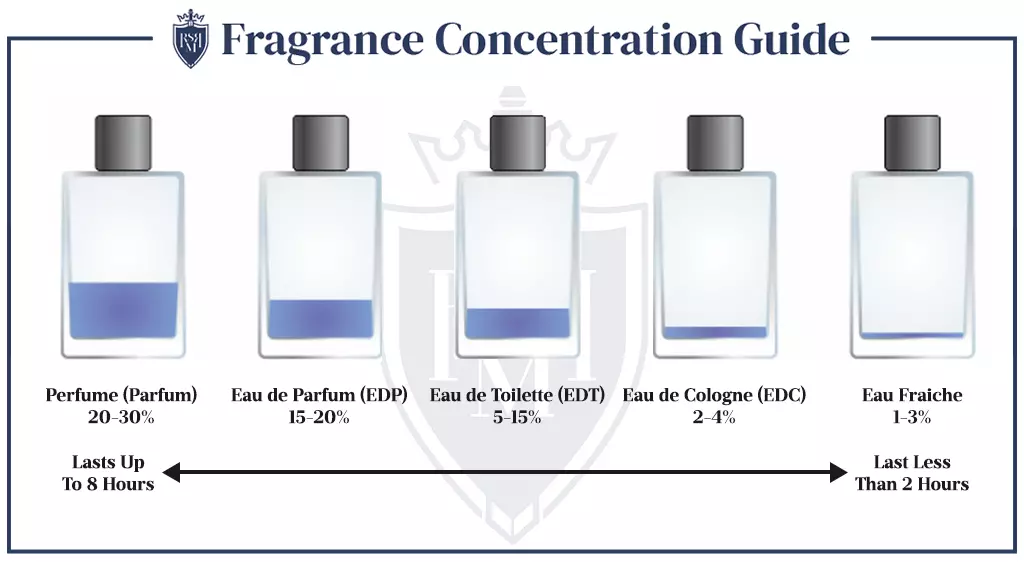 Fragrance Concentration Guide
Perfume (Parfum)
20-30%
Eau de Parfum (EDP)
15-20%
Eau de Toilette (EDT)
5-15%
Eau de Cologne (EDC)
2-4%
Eau Fraiche
1-3%
Lasts Up
To 8 Hours
Last Less
Than 2 Hours